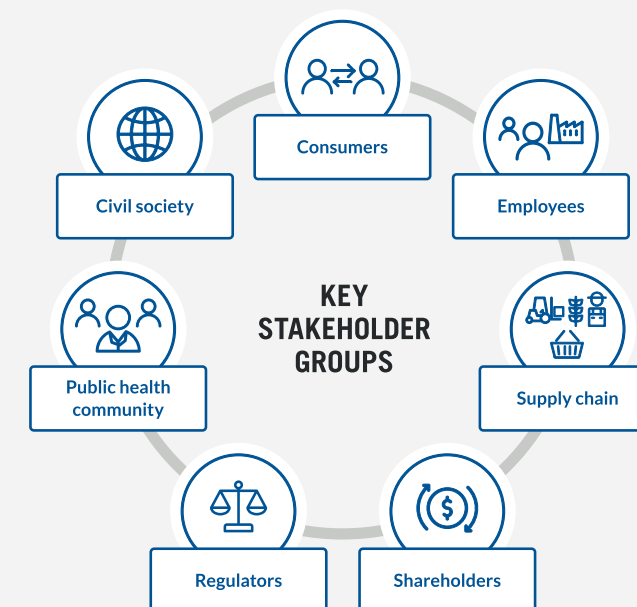 Consumers
Civil society
Employees
KEY
STAKEHOLDER
GROUPS
Public health
community
Supply chain
Regulators
Shareholders
$